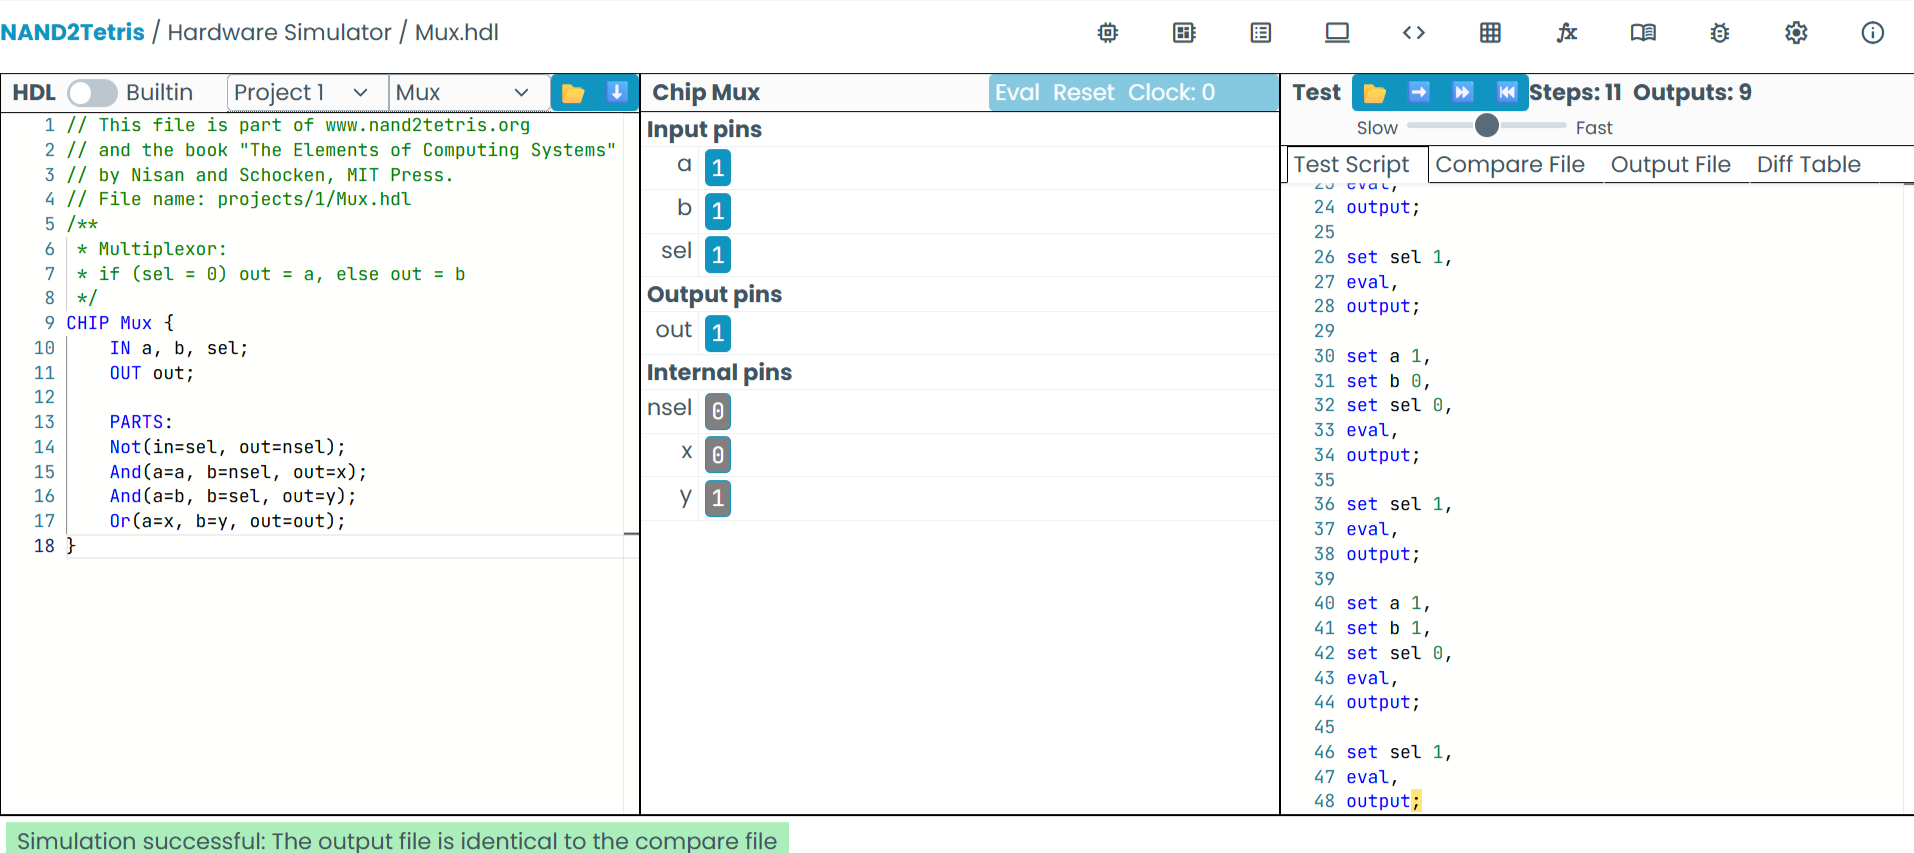 NAND2Tetris / Hardware Simulator / Mux.hdl
HDL Builtin Project 1 Mux
1 // This file is part of www.nand2tetris.org
2 // and the book "The Elements of Computing Systems"
3 // by Nisan and Schocken, MIT Press.
4 // File name: projects/1/Mux.hdl
5 /**
6 * Multiplexor:
7 * if (sel = 0) out = a, else out = b
8 */
9 CHIP Mux {
10 IN a, b, sel;
11 OUT out;
12
13 PARTS:
14 Not(in=sel, out=nsel);
15 And(a=a, b=nsel, out=x);
16 And(a=b, b=sel, out=y);
17 Or(a=x, b=y, out=out);
18 }
Chip Mux Eval Reset Clock: 0
Input pins
a 1
b 1
sel 1
Output pins
out 1
Internal pins
nsel 0
x 0
y 1
Test Steps: 11 Outputs: 9
Slow Fast
Test Script Compare File Output File Diff Table
23 eval,
24 output;
25
26 set sel 1,
27 eval,
28 output;
29
30 set a 1,
31 set b 0,
32 set sel 0,
33 eval,
34 output;
35
36 set sel 1,
37 eval,
38 output;
39
40 set a 1,
41 set b 1,
42 set sel 0,
43 eval,
44 output;
45
46 set sel 1,
47 eval,
48 output;
Simulation successful: The output file is identical to the compare file